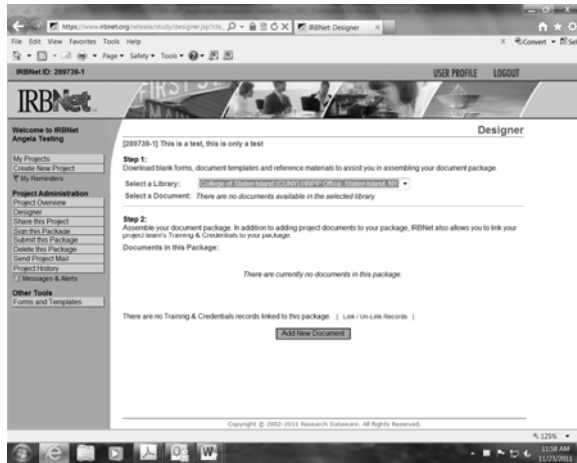 https://www.irbnet.org/release/study/designer.jsp?ctx_
IRBNet Designer
File Edit View Favorites Tools Help
Convert
Page Safety Tools
IRBNet ID: 289739-1
USER PROFILE LOGOUT
IRBNet
Welcome to IRBNet
Angela Testing
Designer
[289739-1] This is a test, this is only a test
My Projects
Create New Project
My Reminders
Project Administration
Project Overview
Designer
Share this Project
Sign this Package
Submit this Package
Delete this Package
Send Project Mail
Project History
Messages & Alerts
Other Tools
Forms and Templates
Step 1:
Download blank forms, document templates and reference materials to assist you in assembling your document package.
Select a Library: College of Staten Island (CUNY) HRPP Office, Staten Island, NY
Select a Document: There are no documents available in the selected library.
Step 2:
Assemble your document package. In addition to adding project documents to your package, IRBNet also allows you to link your
project team's Training & Credentials to your package.
Documents in this Package:
There are currently no documents in this package.
There are no Training & Credentials records linked to this package. | Link / Un-Link Records |
Add New Document
Copyright © 2002-2011 Research Dataware. All Rights Reserved.
125%
11:58 AM
11/23/2011